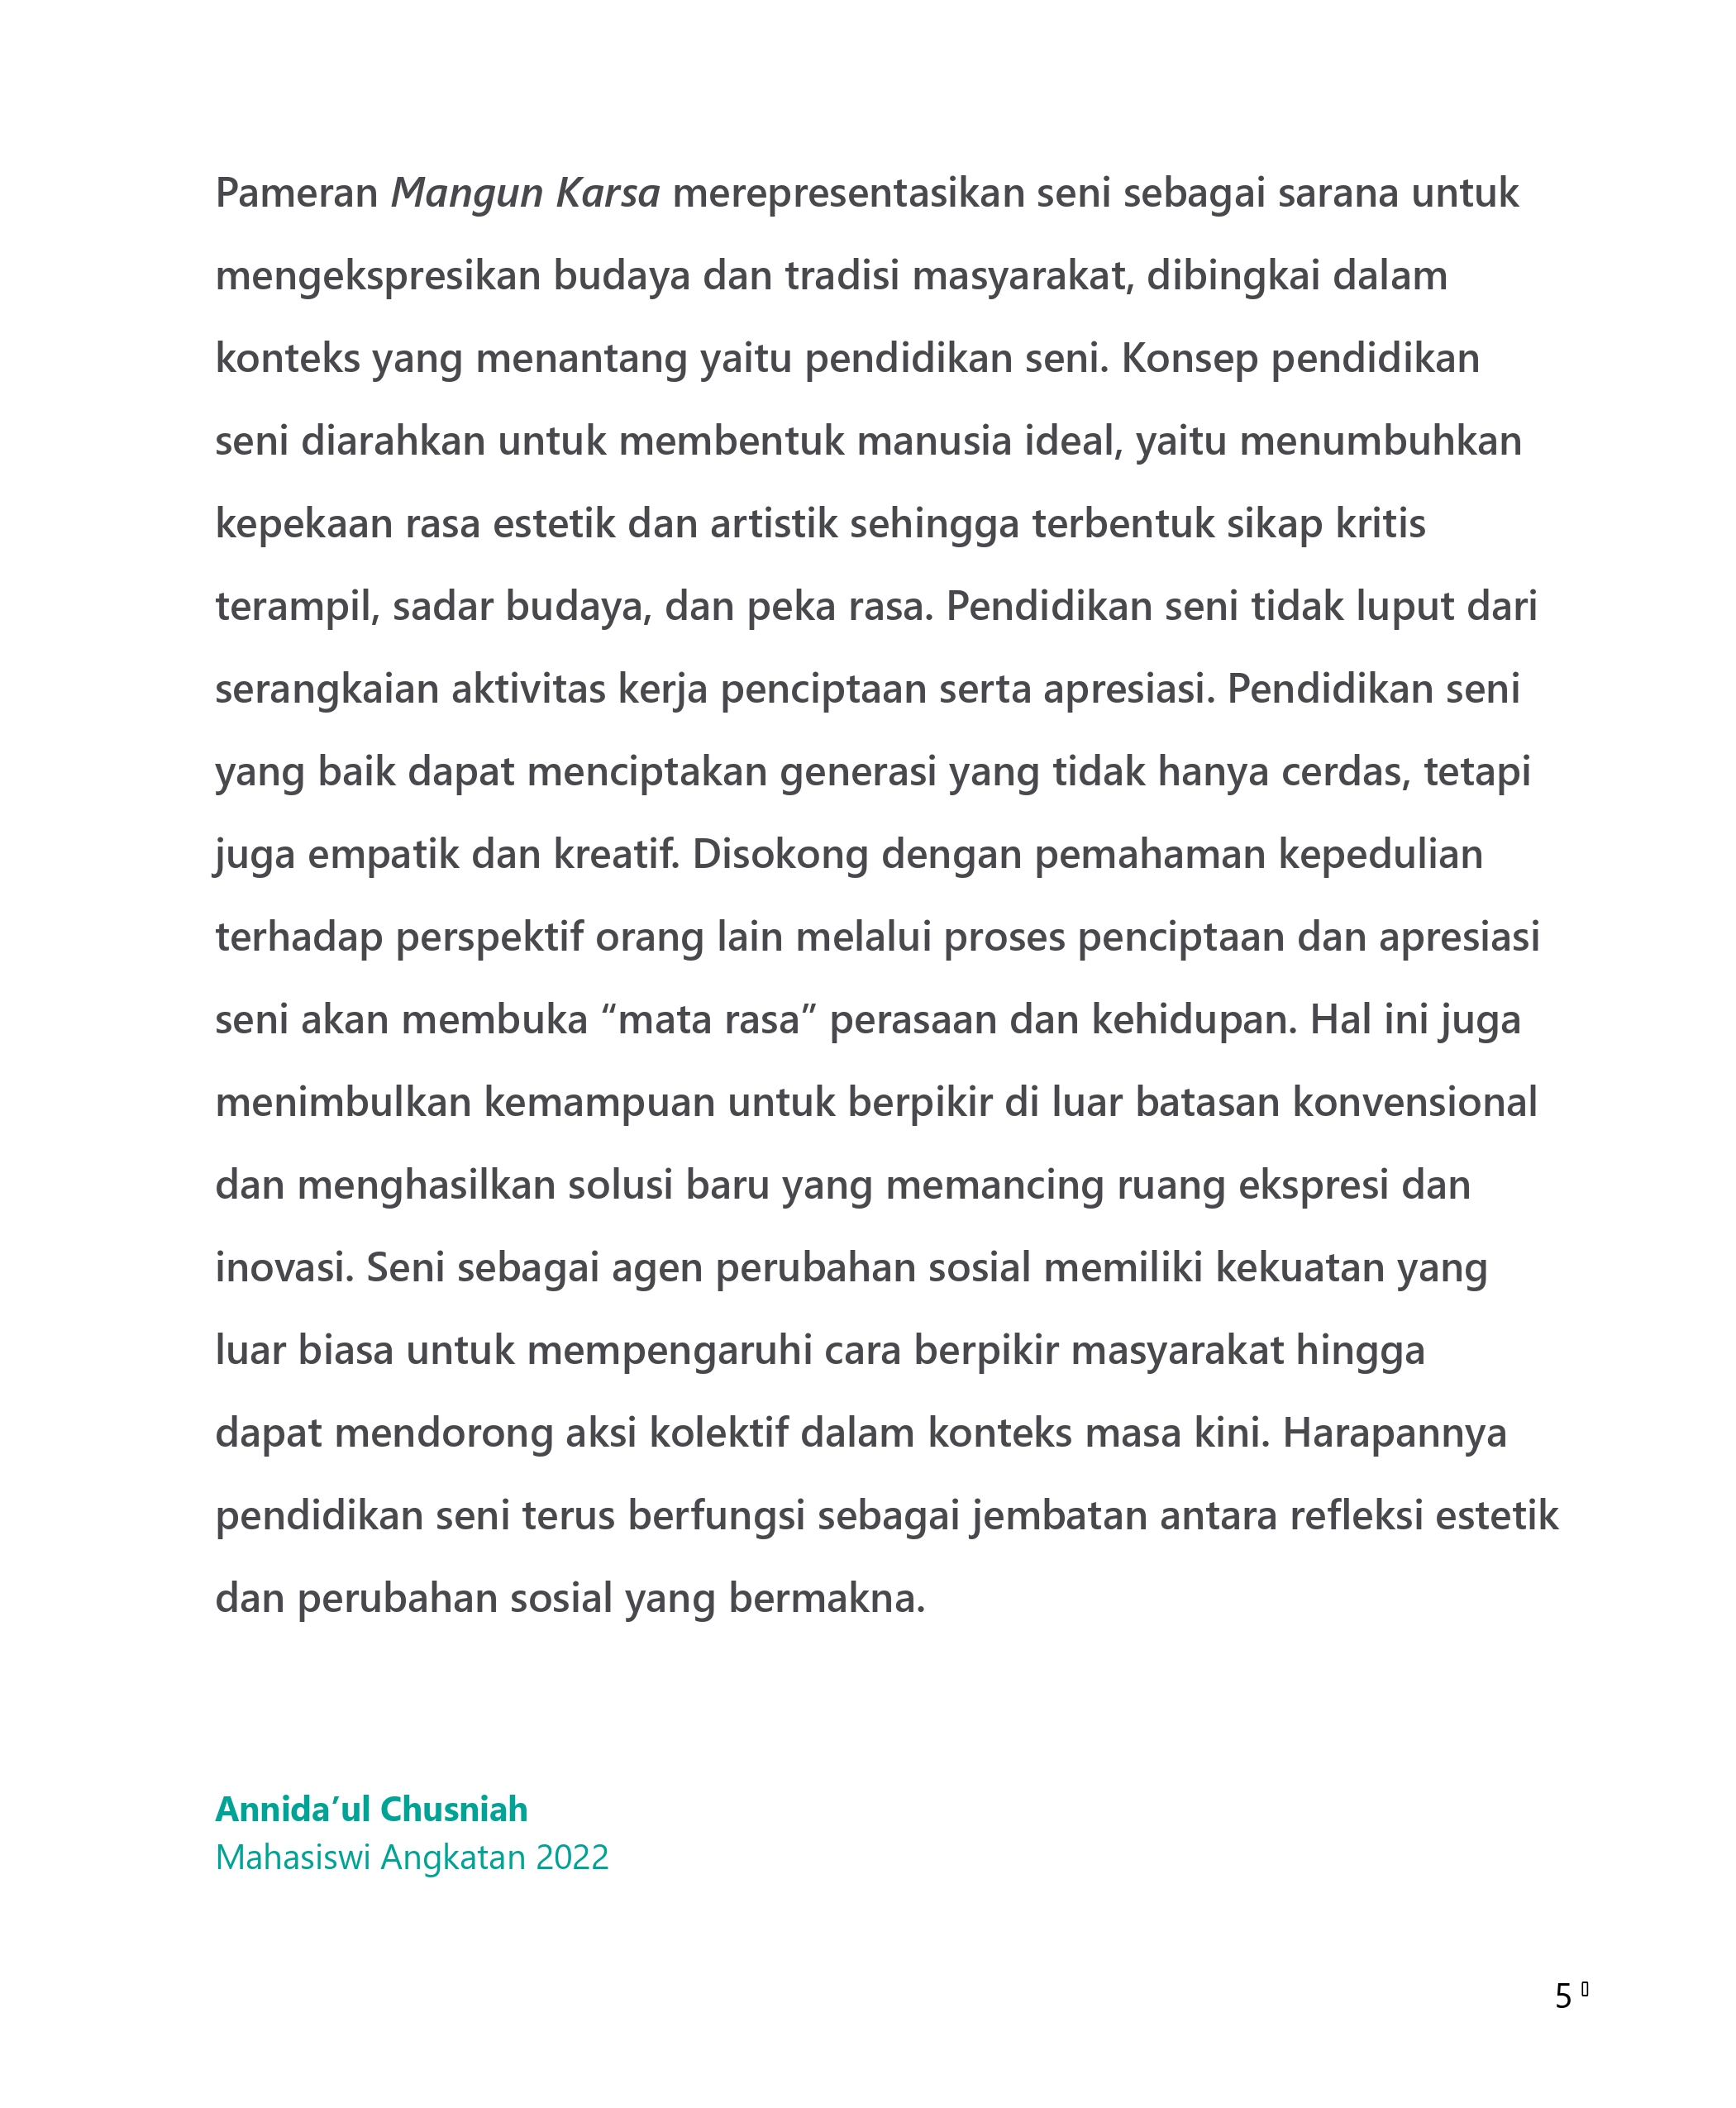 Pameran Mangun Karsa merepresentasikan seni sebagai sarana untuk
mengekspresikan budaya dan tradisi masyarakat, dibingkai dalam
konteks yang menantang yaitu pendidikan seni. Konsep pendidikan
seni diarahkan untuk membentuk manusia ideal, yaitu menumbuhkan
kepekaan rasa estetik dan artistik sehingga terbentuk sikap kritis
terampil, sadar budaya, dan peka rasa. Pendidikan seni tidak luput dari
serangkaian aktivitas kerja penciptaan serta apresiasi. Pendidikan seni
yang baik dapat menciptakan generasi yang tidak hanya cerdas, tetapi
juga empatik dan kreatif. Disokong dengan pemahaman kepedulian
terhadap perspektif orang lain melalui proses penciptaan dan apresiasi
seni akan membuka “mata rasa” perasaan dan kehidupan. Hal ini juga
menimbulkan kemampuan untuk berpikir di luar batasan konvensional
dan menghasilkan solusi baru yang memancing ruang ekspresi dan
inovasi. Seni sebagai agen perubahan sosial memiliki kekuatan yang
luar biasa untuk mempengaruhi cara berpikir masyarakat hingga
dapat mendorong aksi kolektif dalam konteks masa kini. Harapannya
pendidikan seni terus berfungsi sebagai jembatan antara refleksi estetik
dan perubahan sosial yang bermakna.
Annida’ul Chusniah
Mahasiswi Angkatan 2022
5